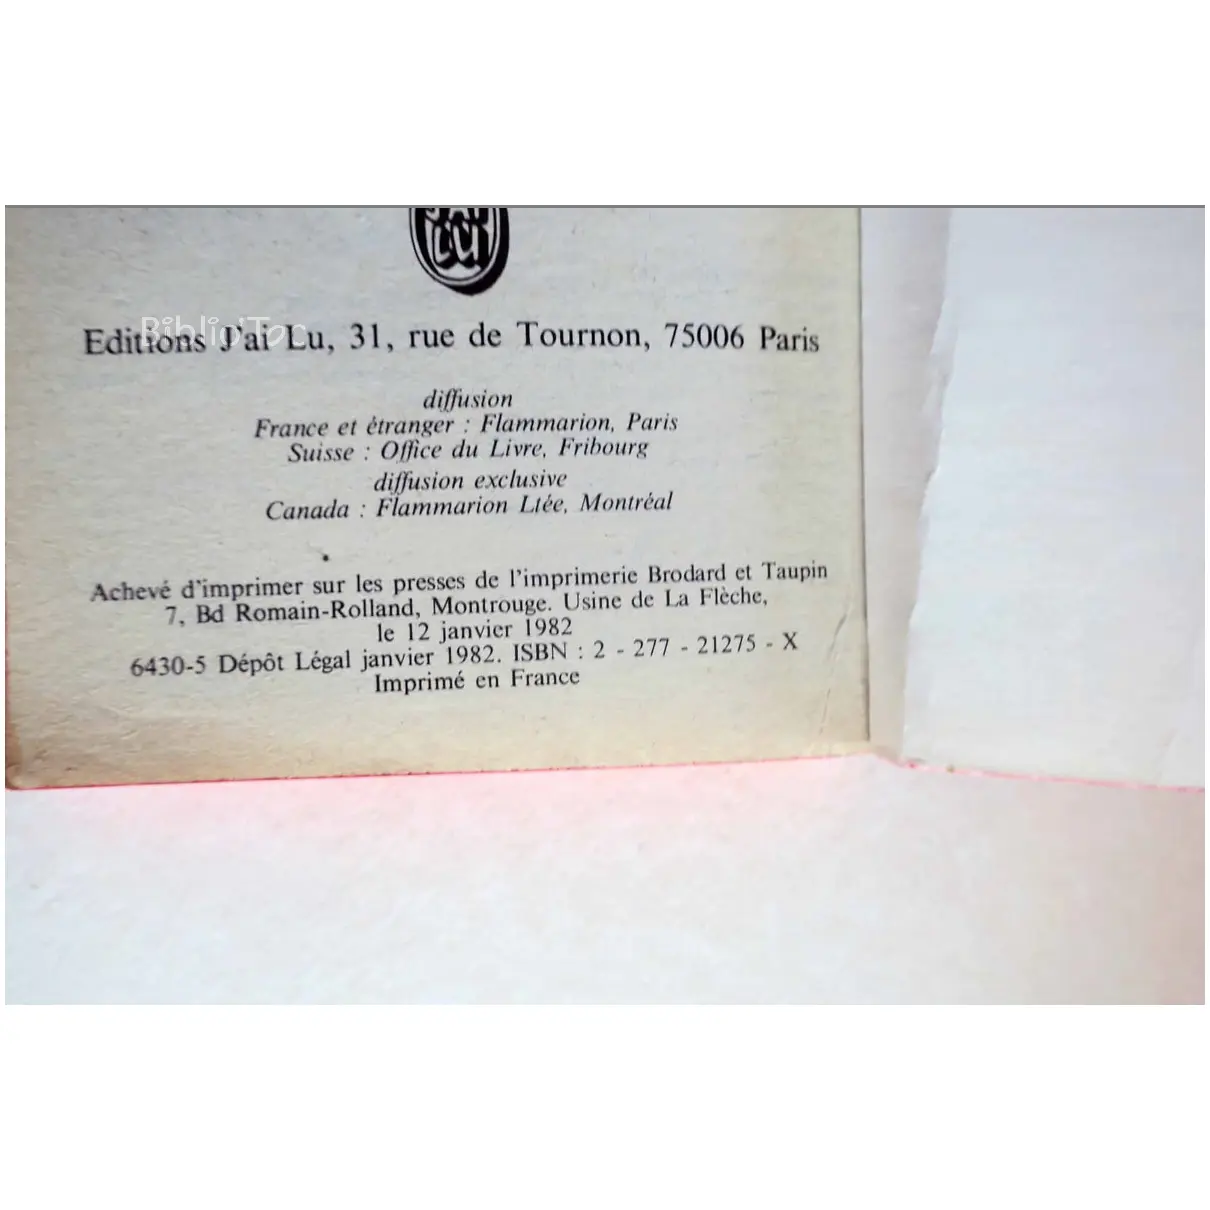 Editions J'ai Lu, 31, rue de Tournon, 75006 Paris
Biblio'Toc
diffusion
France et étranger : Flammarion, Paris
Suisse : Office du Livre, Fribourg
diffusion exclusive
Canada : Flammarion Ltée, Montréal
Achevé d'imprimer sur les presses de l'imprimerie Brodard et Taupin
7, Bd Romain-Rolland, Montrouge. Usine de La Flèche,
le 12 janvier 1982
6430-5 Dépôt Légal janvier 1982. ISBN : 2 - 277 - 21275 - X
Imprimé en France